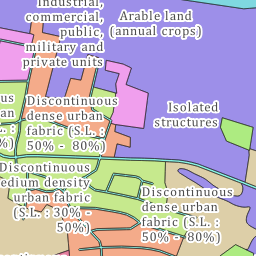 Industrial,
commercial,
public,
military and
private units
Arable land
(annual crops)
Discontinuous
dense urban
fabric (S.L. :
50% -  80%)
Isolated
structures
Discontinuous
medium density
urban fabric
(S.L. : 30% -
50%)
Discontinuous
dense urban
fabric (S.L. :
50% -  80%)